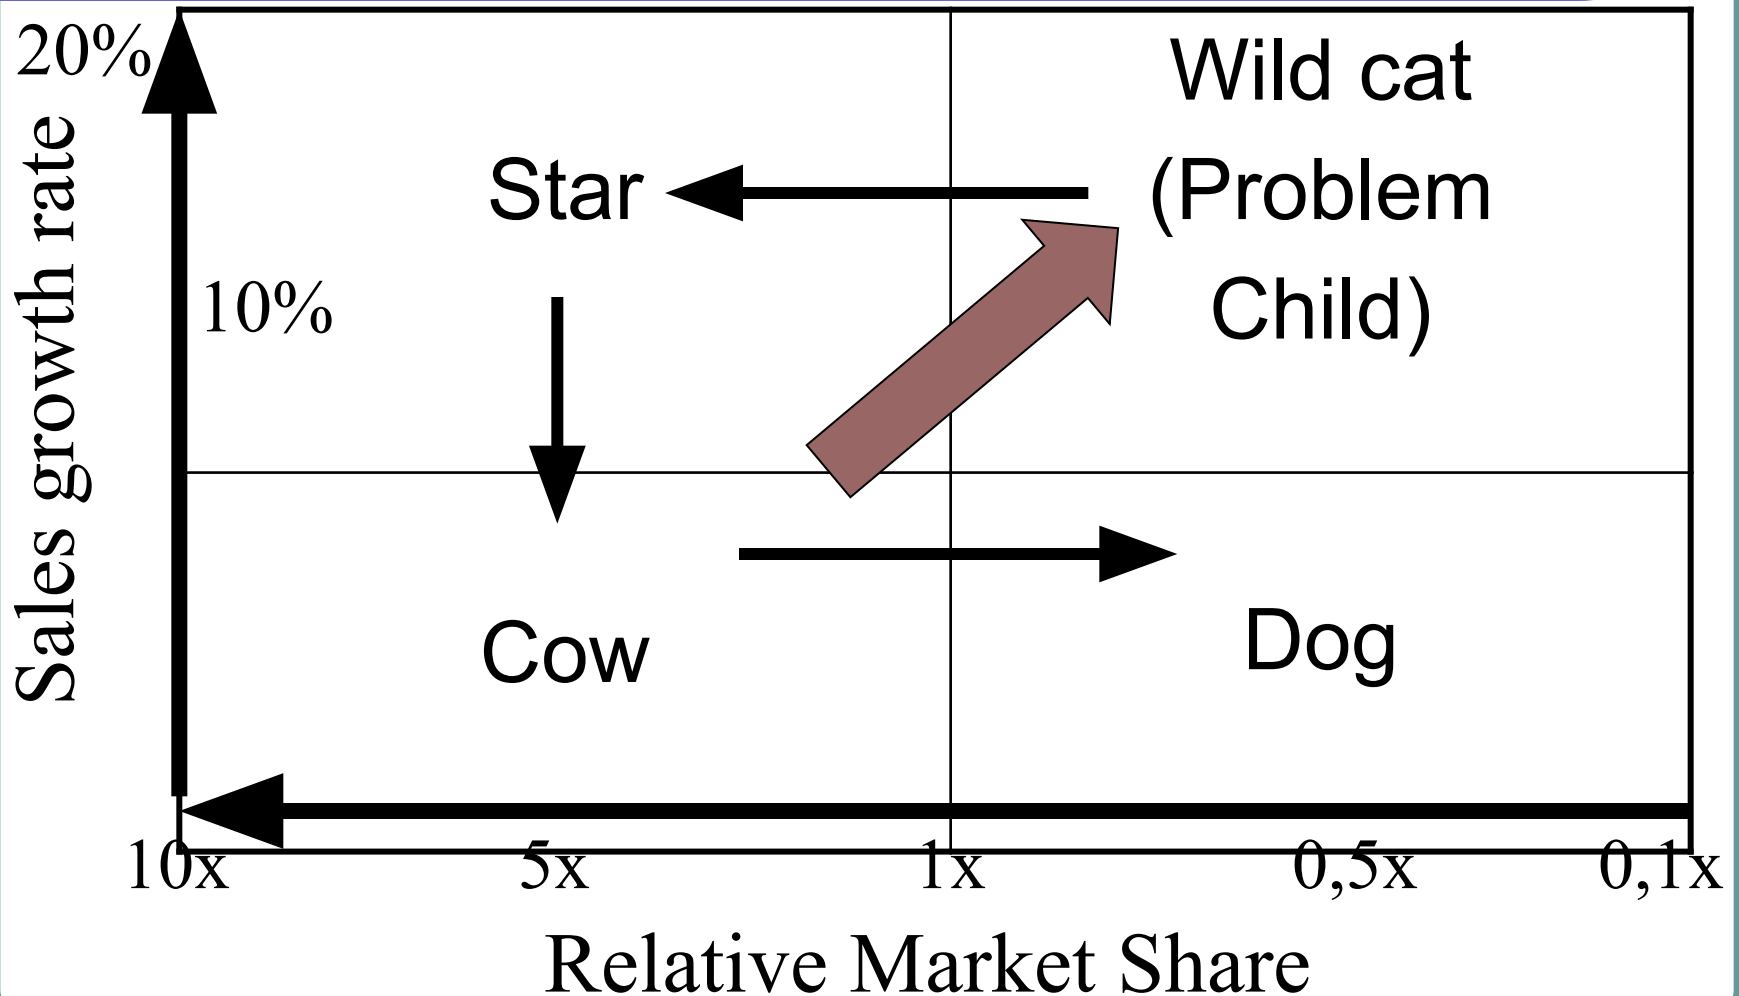 20%
Wild cat
(Problem
Child)
Star
10%
Sales growth rate
Cow
Dog
10x
5x
1x
0,5x
0,1x
Relative Market Share